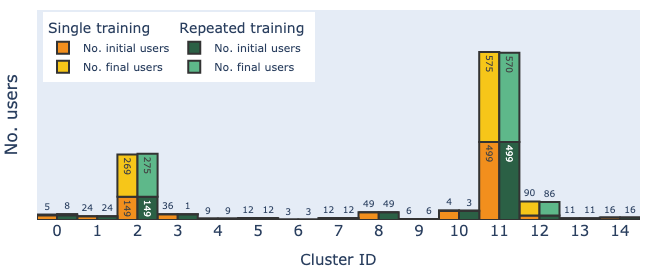 Single training Repeated training
No. initial users No. initial users
No. final users No. final users
No. users
575 570
499 499
269 275
149 149
5 8 24 24 36 1 9 9 12 12 3 3 12 12 49 49 6 6 4 3 90 86 11 11 16 16
0 1 2 3 4 5 6 7 8 9 10 11 12 13 14
Cluster ID